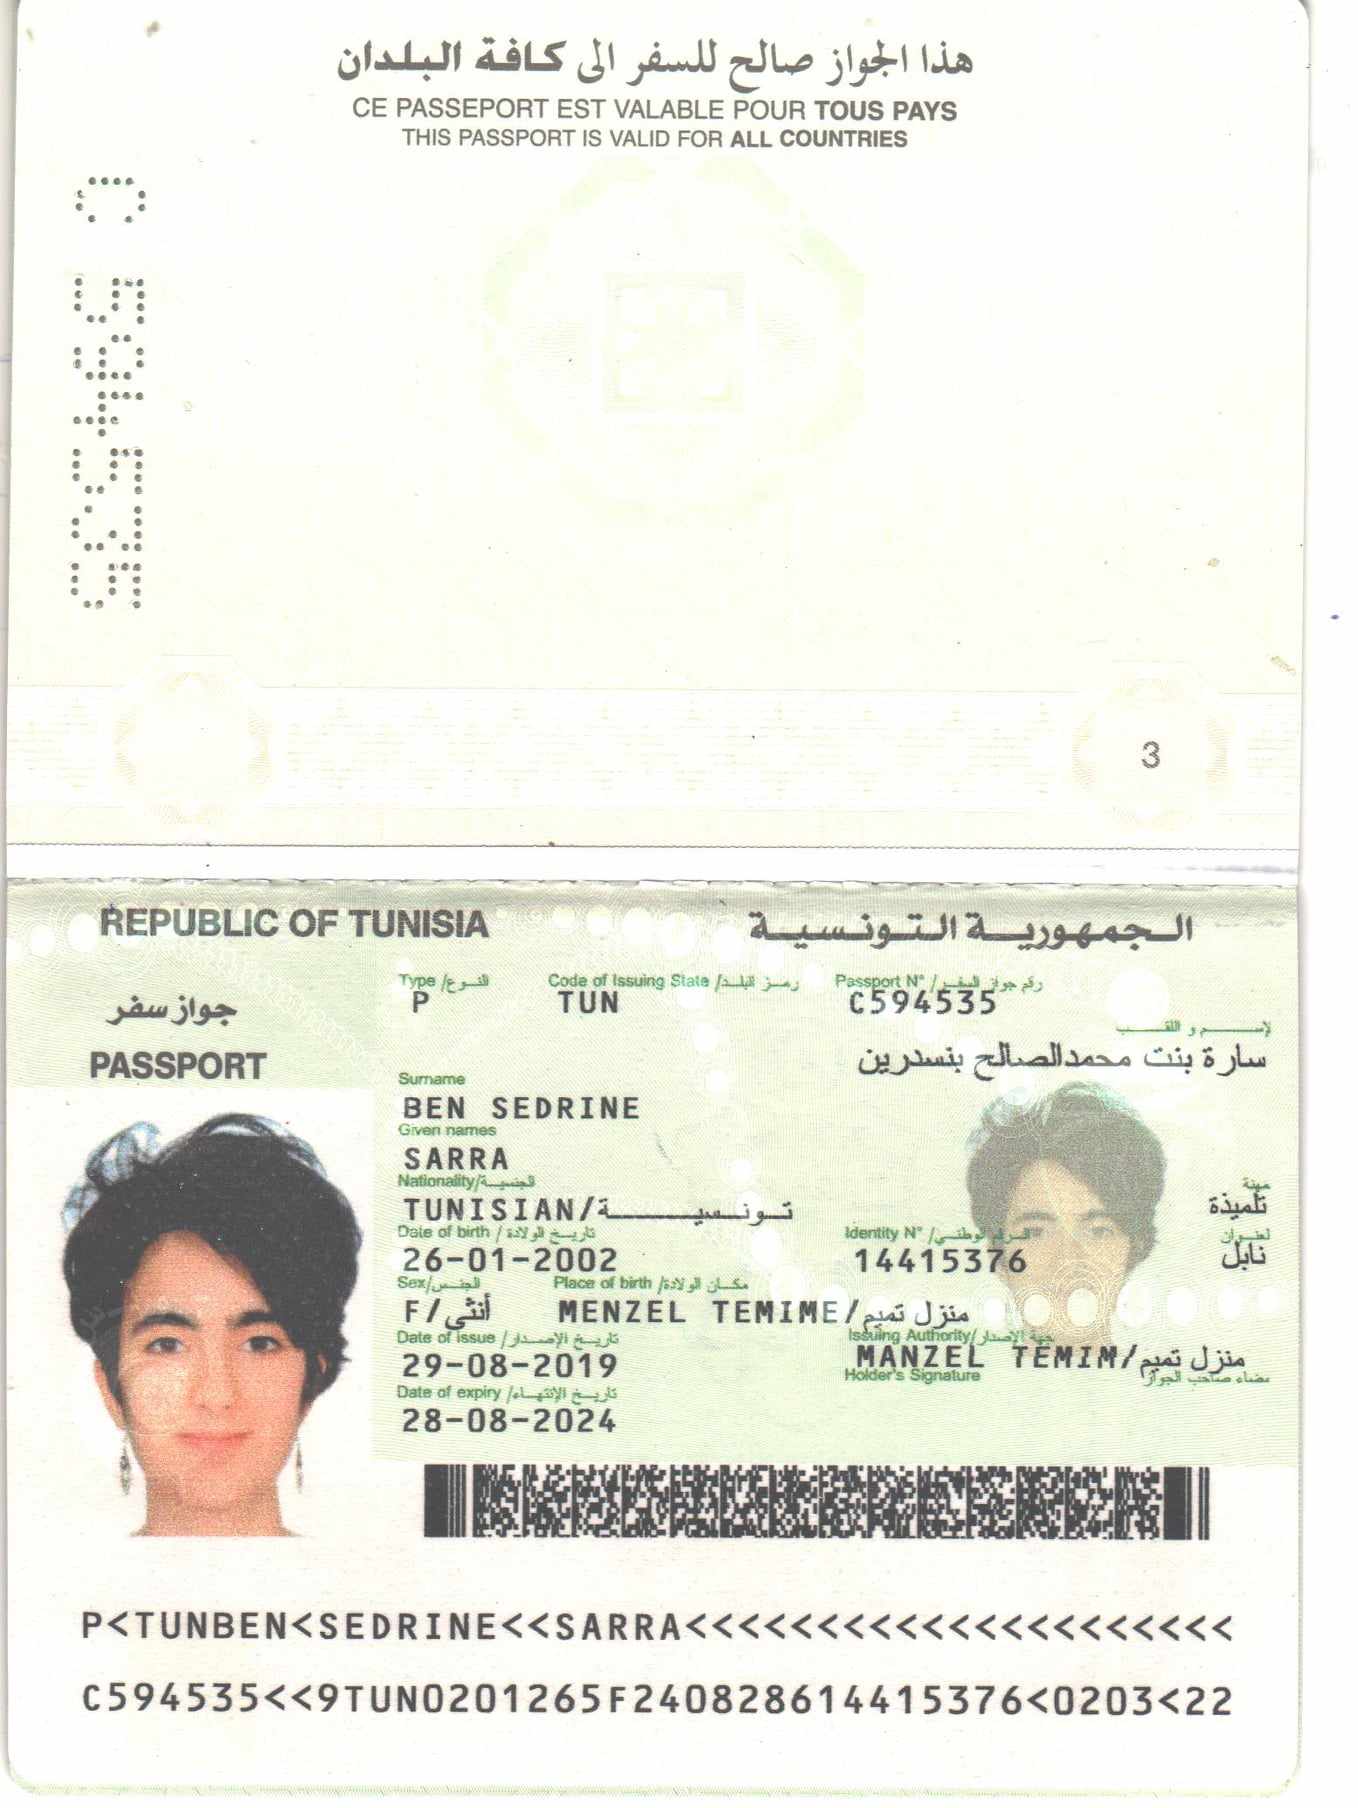 هذا الجواز صالح للسفر الى كافة البلدان
CE PASSEPORT EST VALABLE POUR TOUS PAYS
THIS PASSPORT IS VALID FOR ALL COUNTRIES
C 594535
3
REPUBLIC OF TUNISIA الجمهورية التونسية
جواز سفر
PASSPORT
Type /النوع Code of Issuing State /رمز البلد Passport N° /رقم جواز السفر
P TUN C594535
الإسم و اللقب
سارة بنت محمدالصالح بنسدرين
Surname
BEN SEDRINE
Given names
SARRA
Nationality/الجنسية مهنة
TUNISIAN/تونسية تلميذة
Date of birth /تاريخ الولادة Identity N° /الرقم الوطني العنوان
26-01-2002 14415376 نابل
Sex/الجنس Place of birth /مكان الولادة
F/أنثى MENZEL TEMIME/منزل تميم
Date of issue /تاريخ الإصدار Issuing Authority/جهة الإصدار
29-08-2019 MANZEL TEMIM/منزل تميم
Date of expiry /تاريخ الإنتهاء Holder's Signature إمضاء صاحب الجواز
28-08-2024
P<TUNBEN<SEDRINE<<SARRA<<<<<<<<<<<<<<<<<<<<<
C594535<<9TUN0201265F240828614415376<0203<22